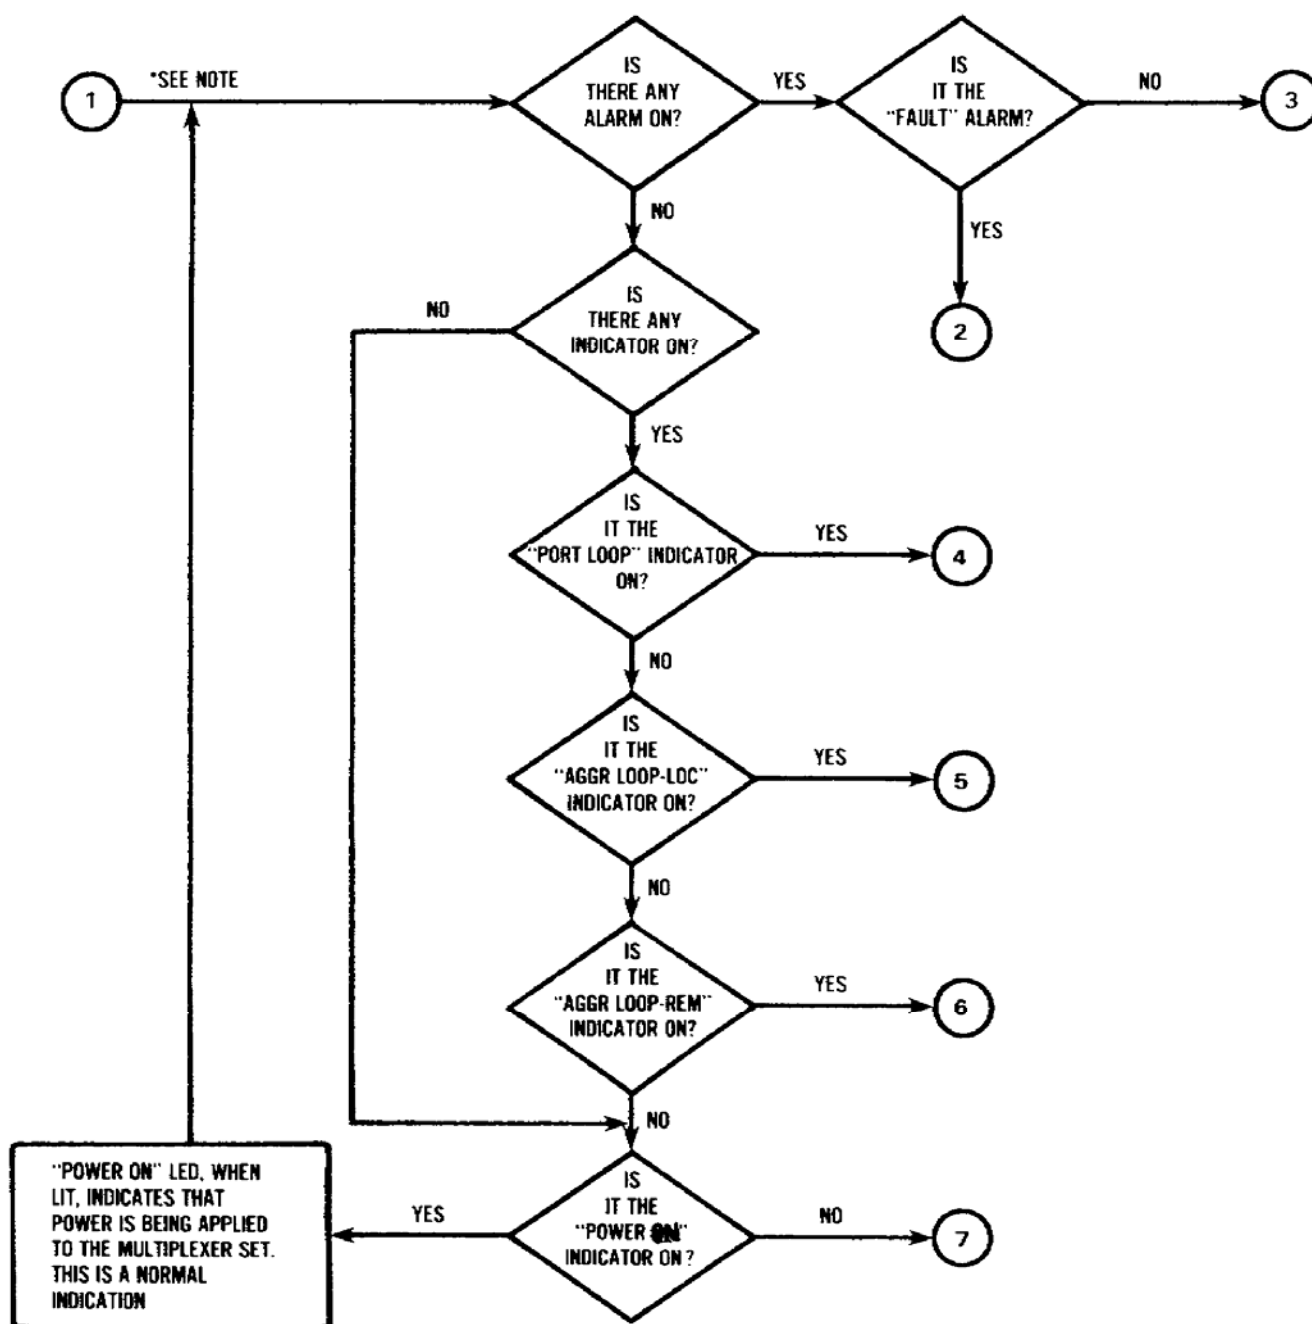 1
*SEE NOTE
IS
THERE ANY
ALARM ON?
YES
IS
IT THE
"FAULT" ALARM?
NO
3
NO
YES
2
IS
THERE ANY
INDICATOR ON?
NO
YES
IS
IT THE
"PORT LOOP" INDICATOR
ON?
YES
4
NO
IS
IT THE
"AGGR LOOP-LOC"
INDICATOR ON?
YES
5
NO
IS
IT THE
"AGGR LOOP-REM"
INDICATOR ON?
YES
6
NO
IS
IT THE
"POWER ON"
INDICATOR ON?
YES
NO
7
"POWER ON" LED, WHEN
LIT, INDICATES THAT
POWER IS BEING APPLIED
TO THE MULTIPLEXER SET.
THIS IS A NORMAL
INDICATION